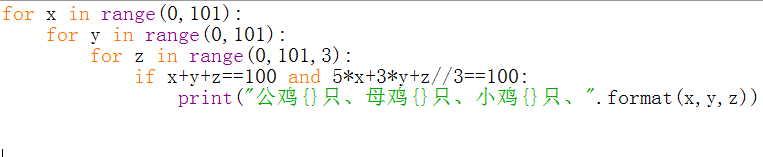 for x in range(0,101):
    for y in range(0,101):
        for z in range(0,101,3):
            if x+y+z==100 and 5*x+3*y+z//3==100:
                print("公鸡{}只、母鸡{}只、小鸡{}只、".format(x,y,z))